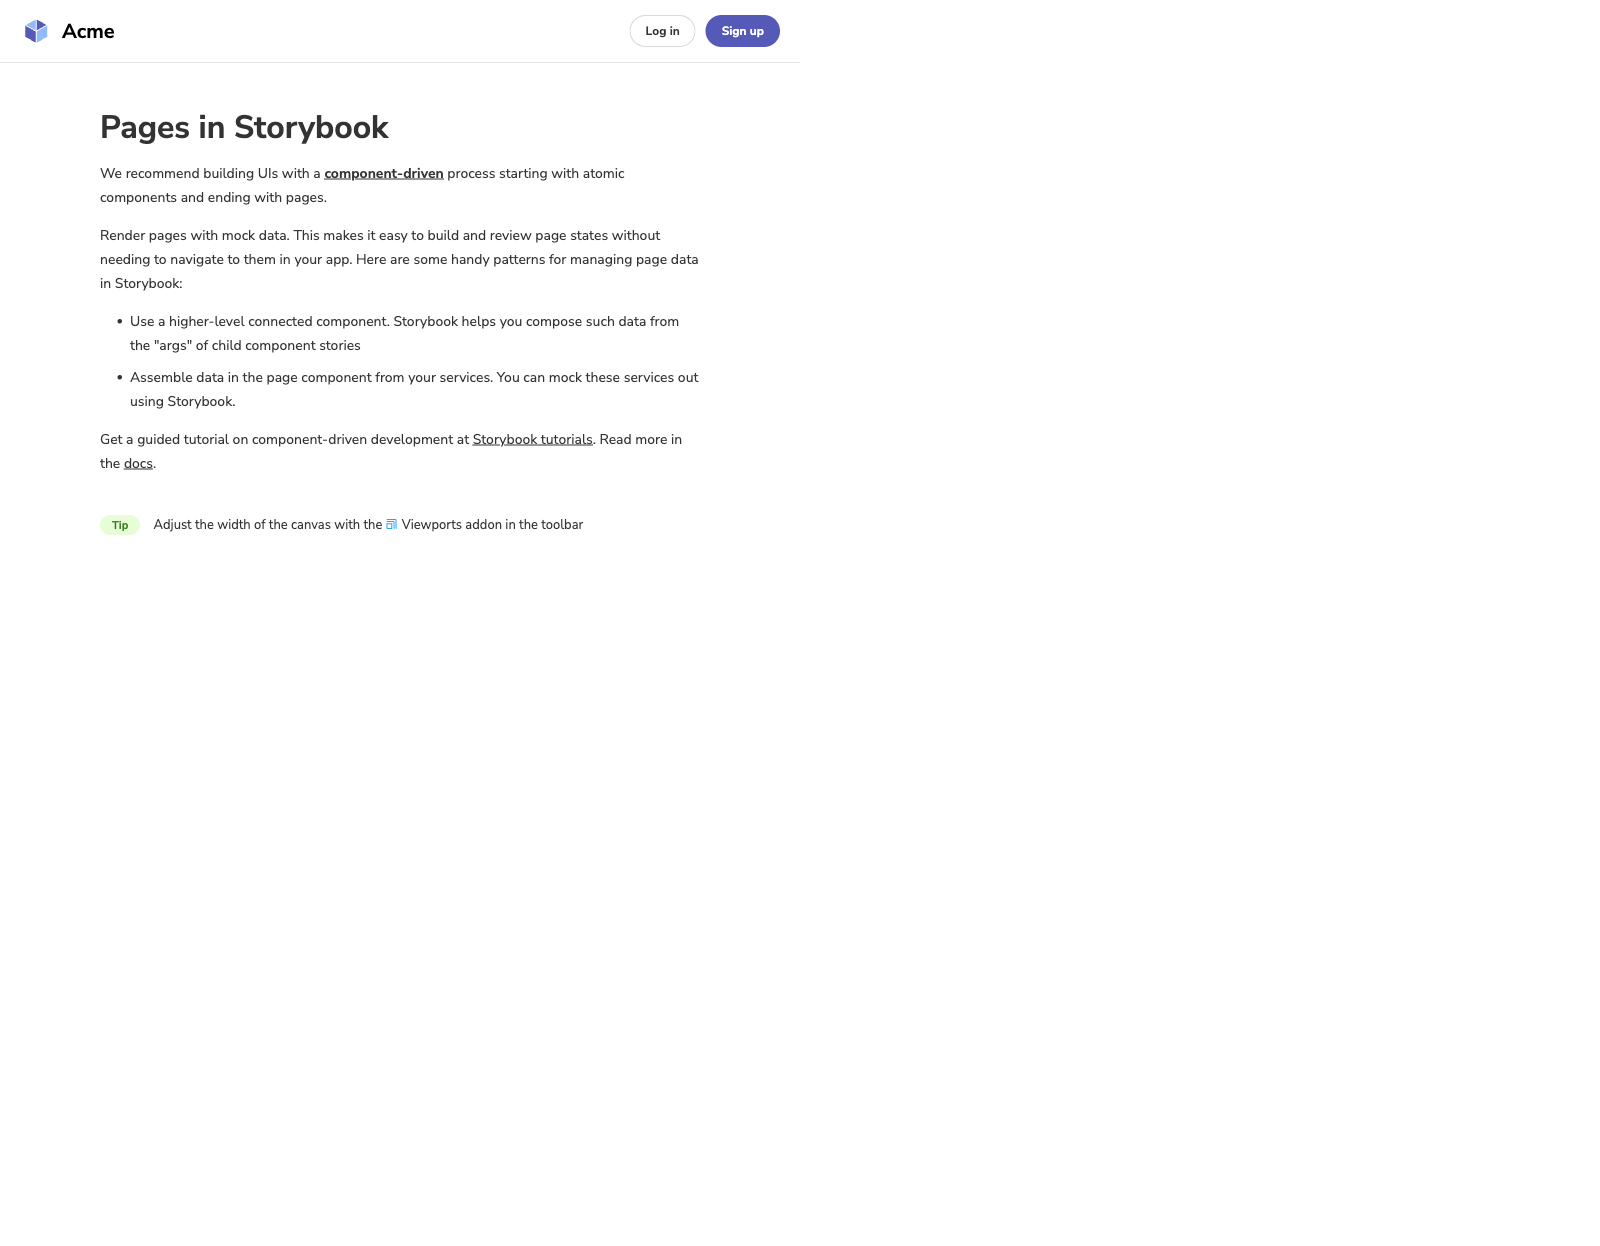 Acme
Log in
Sign up
Pages in Storybook
We recommend building UIs with a component-driven process starting with atomic
components and ending with pages.
Render pages with mock data. This makes it easy to build and review page states without
needing to navigate to them in your app. Here are some handy patterns for managing page data
in Storybook:
• Use a higher-level connected component. Storybook helps you compose such data from
the "args" of child component stories
• Assemble data in the page component from your services. You can mock these services out
using Storybook.
Get a guided tutorial on component-driven development at Storybook tutorials. Read more in
the docs.
Tip Adjust the width of the canvas with the Viewports addon in the toolbar